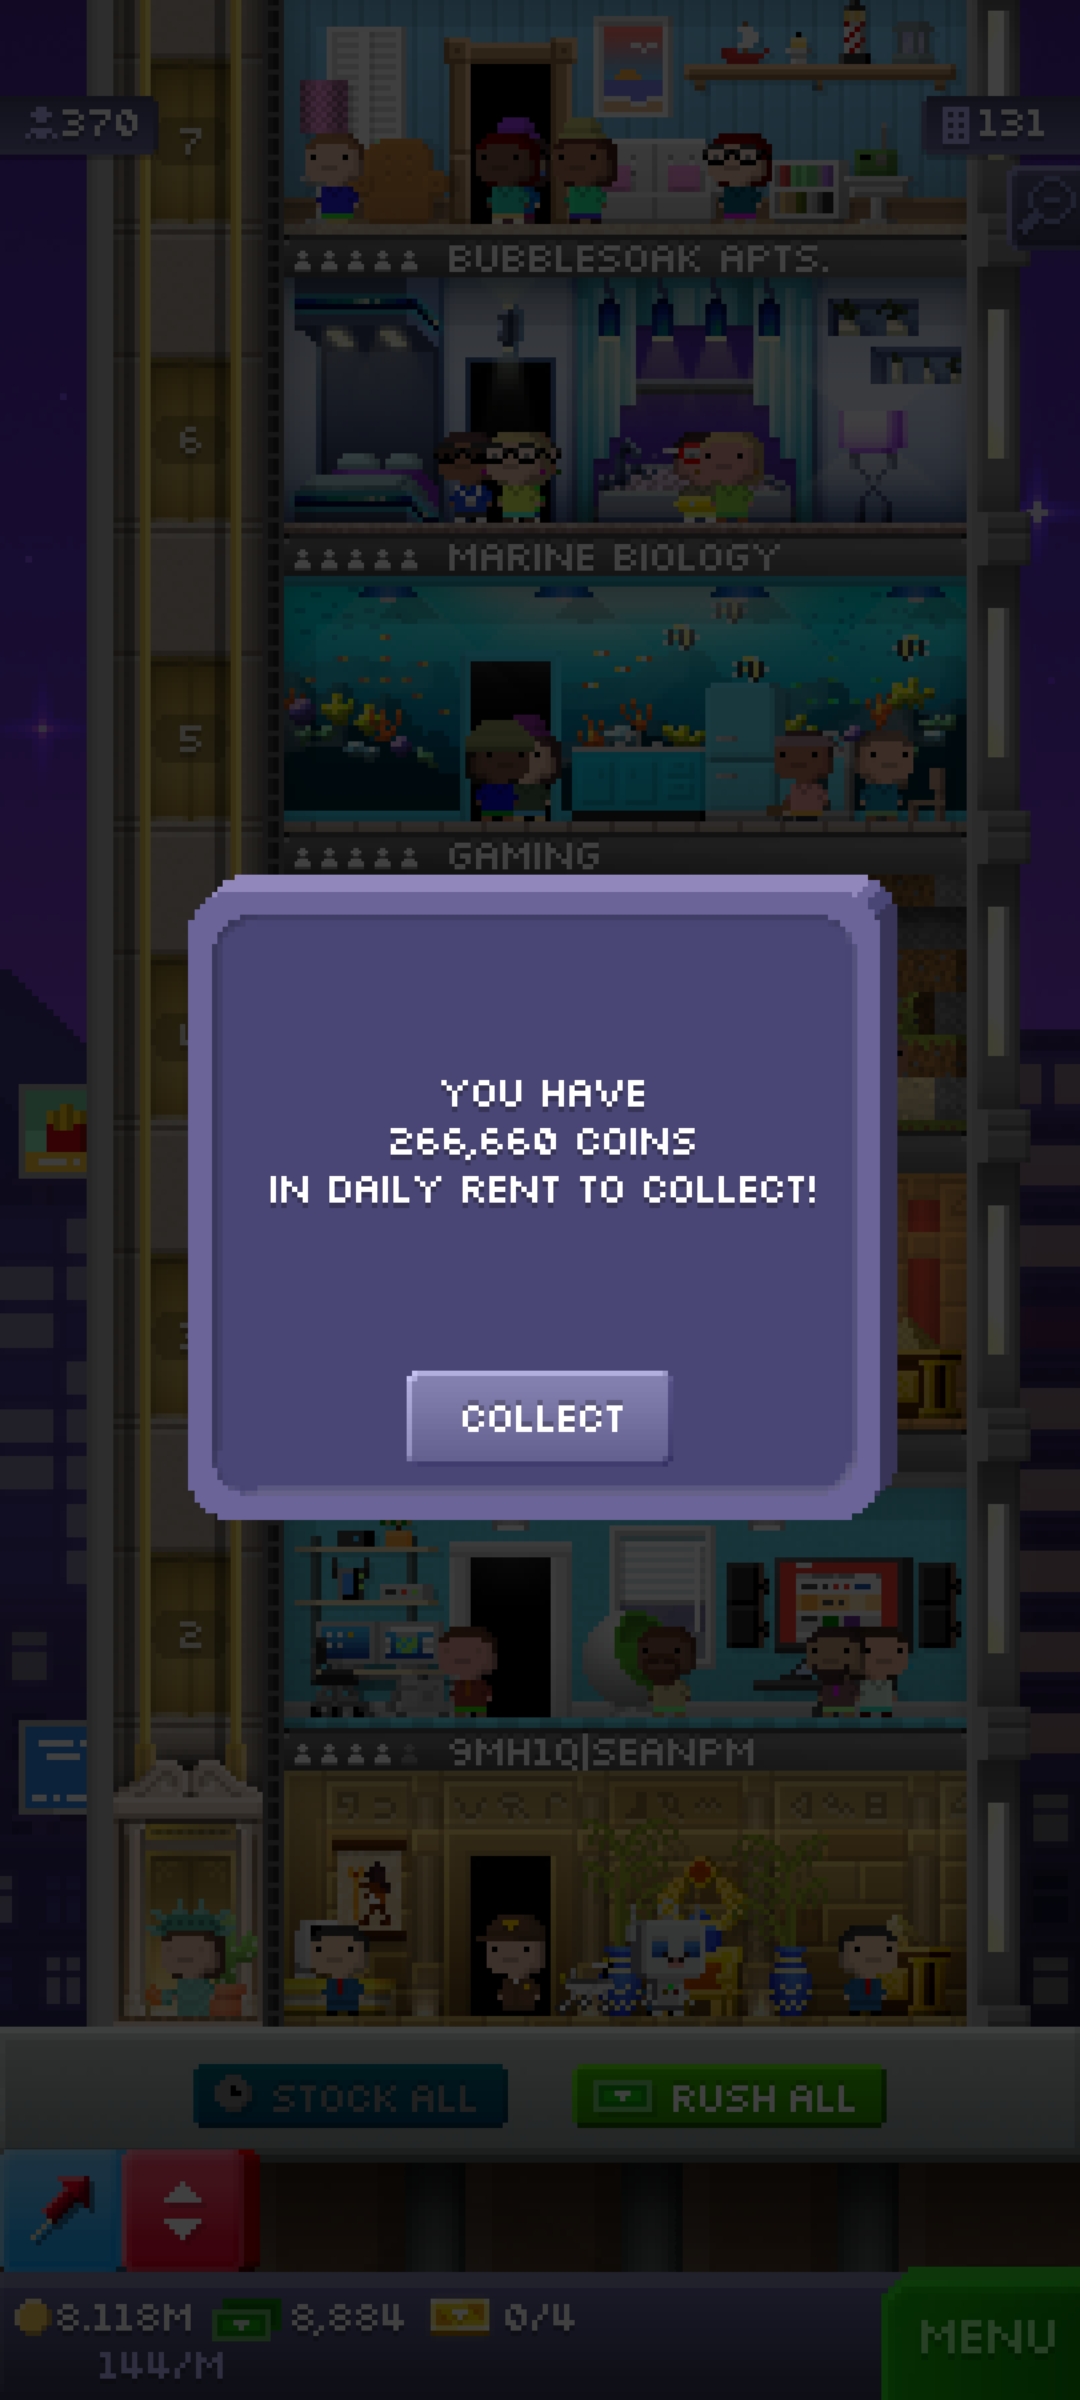 370
7
131
BUBBLESOAK APTS.
6
MARINE BIOLOGY
5
GAMING
YOU HAVE
266,660 COINS
IN DAILY RENT TO COLLECT!
COLLECT
2
9MH1Q|SEANPM
STOCK ALL
RUSH ALL
8.118M 8,884 0/4
144/M
MENU